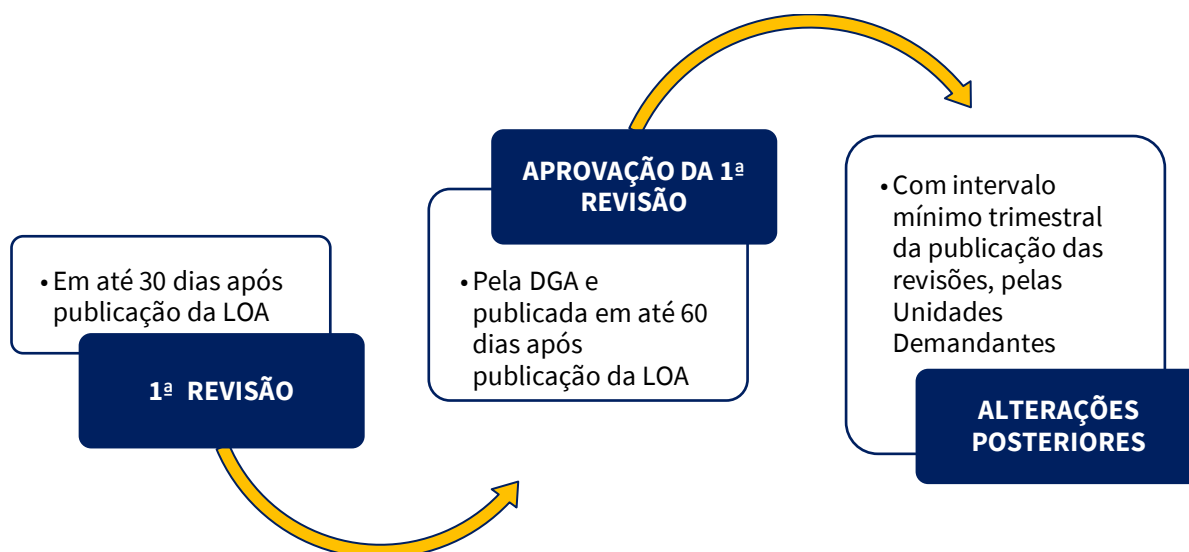 • Em até 30 dias após
publicação da LOA
1ª REVISÃO
APROVAÇÃO DA 1ª
REVISÃO
• Pela DGA e
publicada em até 60
dias após
publicação da LOA
• Com intervalo
mínimo trimestral
da publicação das
revisões, pelas
Unidades
Demandantes
ALTERAÇÕES
POSTERIORES